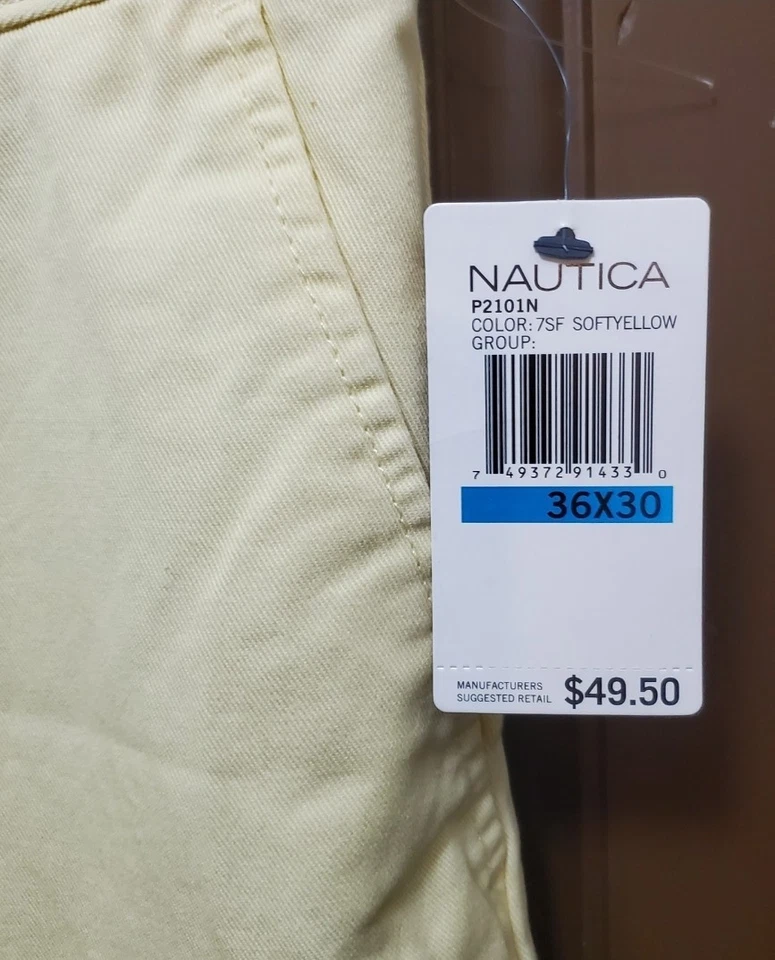 NAUTICA
P2101N
COLOR: 7SF SOFTYELLOW
GROUP:
7 49372 91433 0
36X30
MANUFACTURERS
SUGGESTED RETAIL $49.50